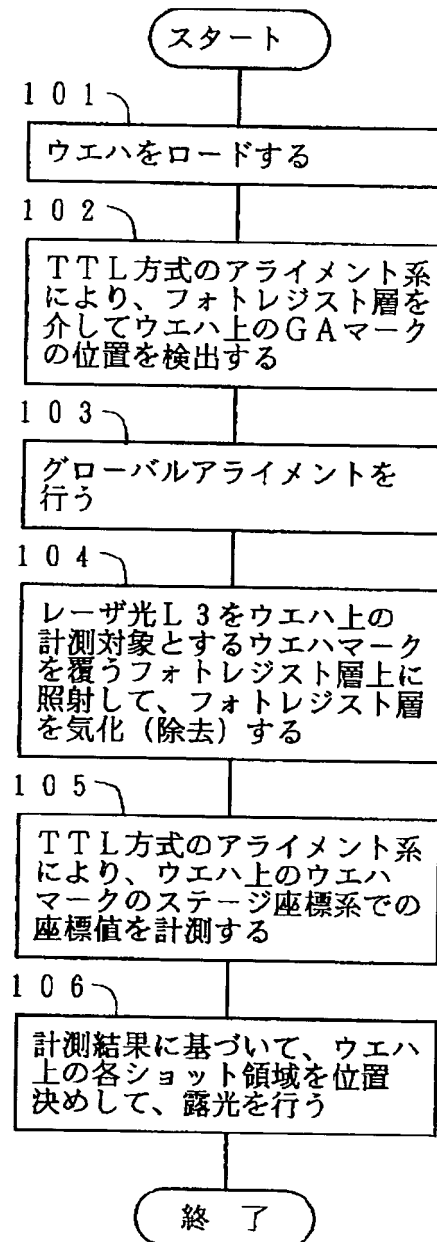 スタート
101
ウエハをロードする
102
TTL方式のアライメント系
により、フォトレジスト層を
介してウエハ上のGAマーク
の位置を検出する
103
グローバルアライメントを
行う
104
レーザ光L3をウエハ上の
計測対象とするウエハマーク
を覆うフォトレジスト層上に
照射して、フォトレジスト層
を気化(除去)する
105
TTL方式のアライメント系
により、ウエハ上のウエハ
マークのステージ座標系での
座標値を計測する
106
計測結果に基づいて、ウエハ
上の各ショット領域を位置
決めして、露光を行う
終 了